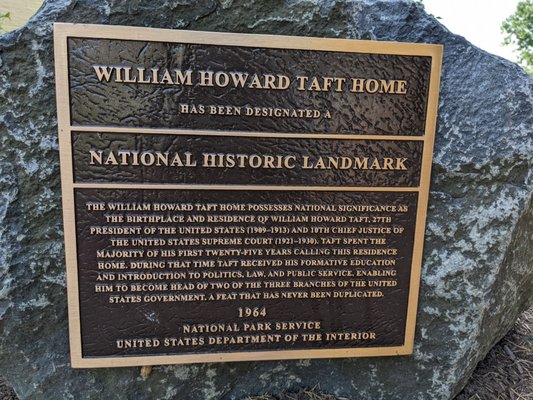 WILLIAM HOWARD TAFT HOME
HAS BEEN DESIGNATED A
NATIONAL HISTORIC LANDMARK
THE WILLIAM HOWARD TAFT HOME POSSESSES NATIONAL SIGNIFICANCE AS
THE BIRTHPLACE AND RESIDENCE OF WILLIAM HOWARD TAFT, 27TH
PRESIDENT OF THE UNITED STATES (1909-1913) AND 10TH CHIEF JUSTICE OF
THE UNITED STATES SUPREME COURT (1921-1930). TAFT SPENT THE
MAJORITY OF HIS FIRST TWENTY-FIVE YEARS CALLING THIS RESIDENCE
HOME. DURING THAT TIME TAFT RECEIVED HIS FORMATIVE EDUCATION
AND INTRODUCTION TO POLITICS, LAW, AND PUBLIC SERVICE, ENABLING
HIM TO BECOME HEAD OF TWO OF THE THREE BRANCHES OF THE UNITED
STATES GOVERNMENT, A FEAT THAT HAS NEVER BEEN DUPLICATED.
1964
NATIONAL PARK SERVICE
UNITED STATES DEPARTMENT OF THE INTERIOR